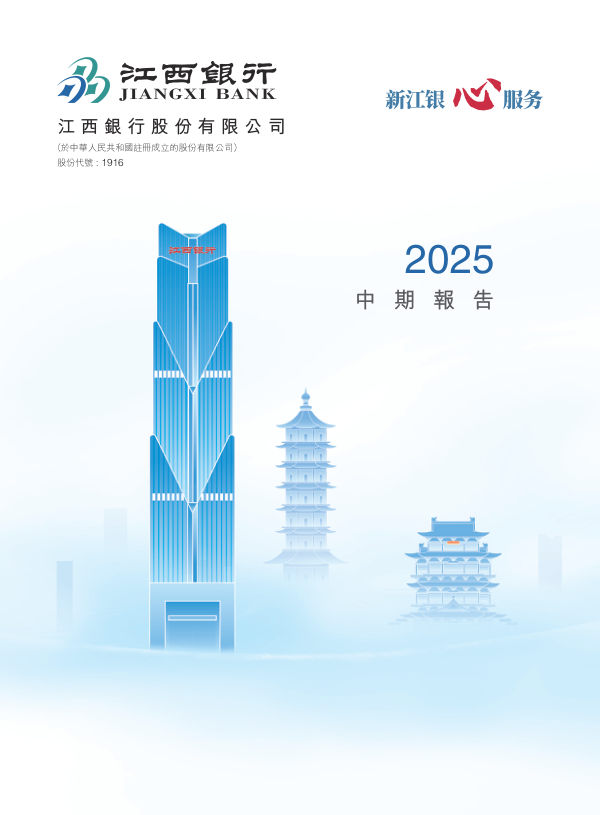 江西銀行
JIANGXI BANK
新江银 心 服务
江西銀行股份有限公司
(於中華人民共和國註冊成立的股份有限公司)
股份代號：1916
江西銀行
2025
中期報告